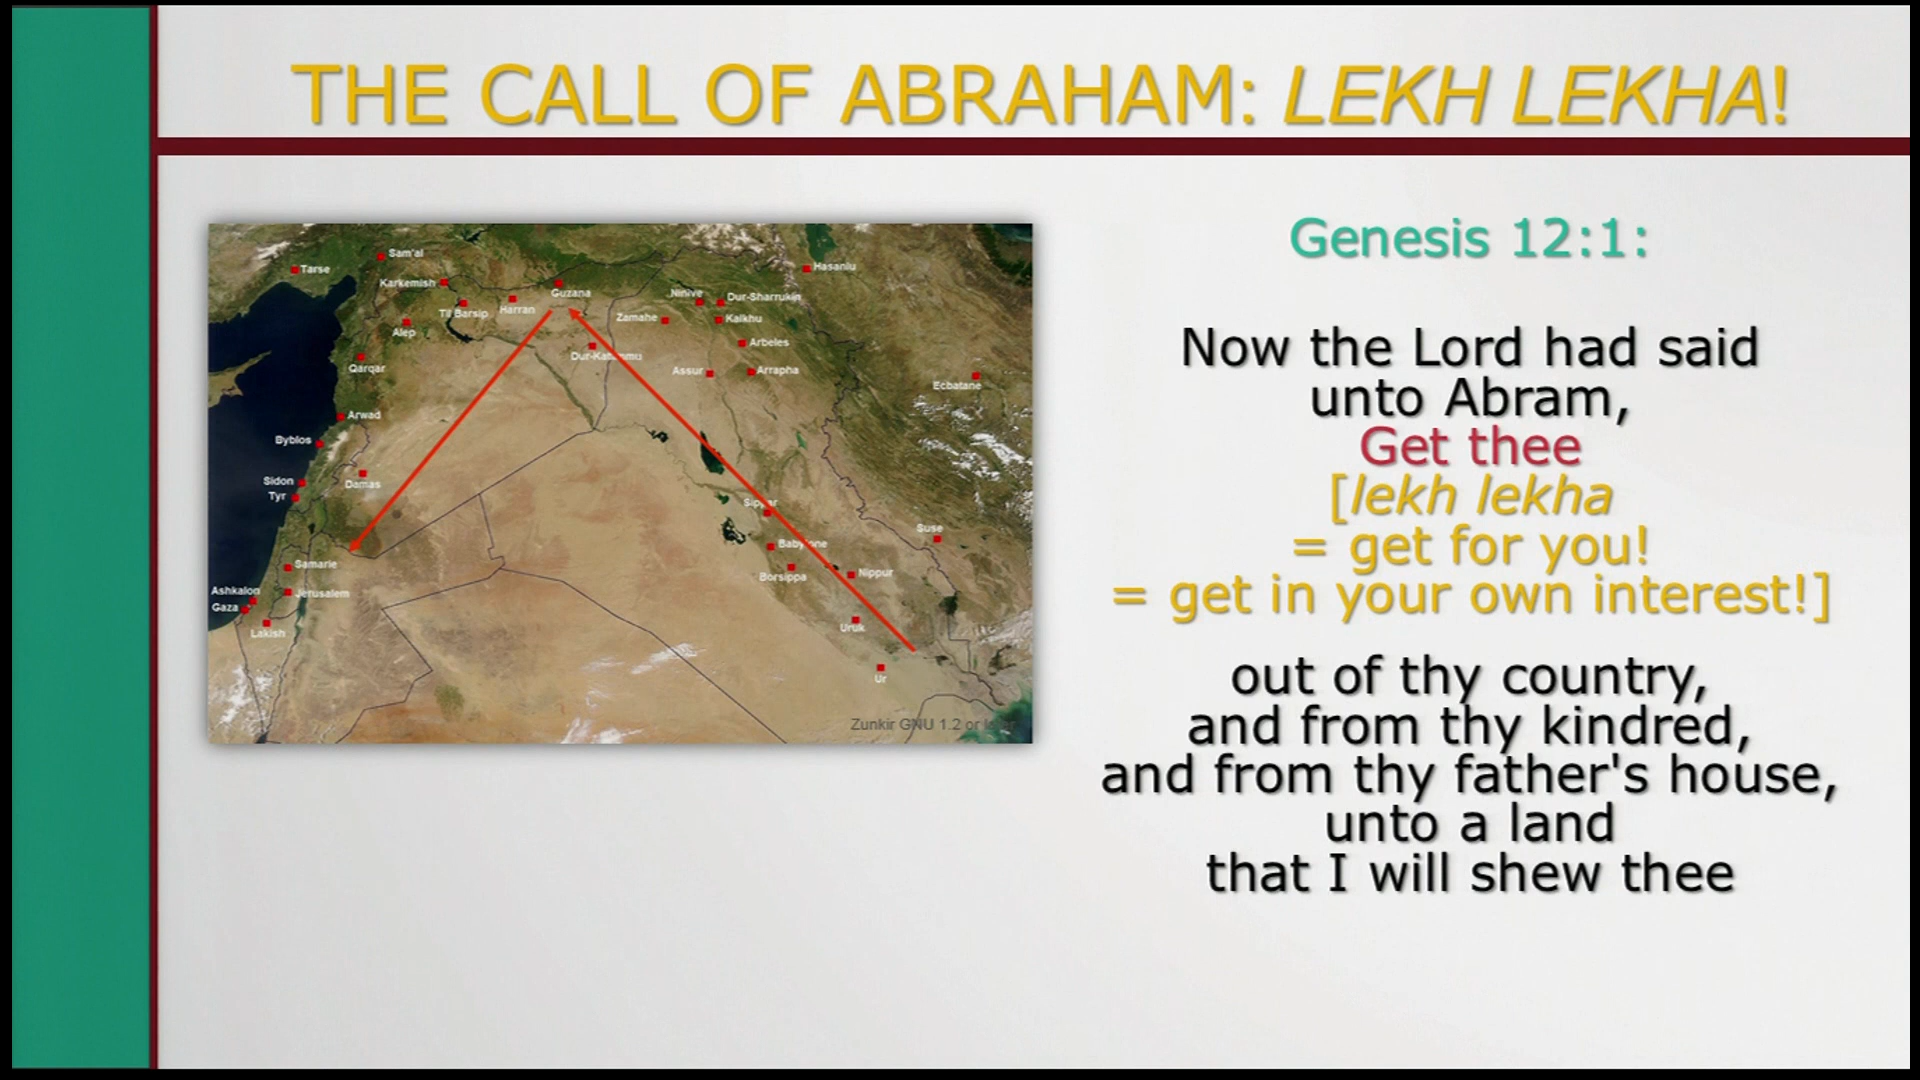 THE CALL OF ABRAHAM: LEKH LEKHA!
Sam'al
Tarse
Hasanlu
Karkemish
Guzana
Ninive
Dur-Sharrukin
Til Barsip
Harran
Zamahe
Kalkhu
Alep
Arbeles
Dur-Katlimmu
Qarqar
Assur
Arrapha
Ecbatane
Arwad
Byblos
Sidon
Damas
Tyr
Sippar
Suse
Babylone
Samarie
Borsippa
Nippur
Ashkalon
Jerusalem
Gaza
Lakish
Uruk
Ur
Zunkir GNU 1.2 or later
Genesis 12:1:
Now the Lord had said
unto Abram,
Get thee
[lekh lekha
= get for you!
= get in your own interest!]
out of thy country,
and from thy kindred,
and from thy father's house,
unto a land
that I will shew thee